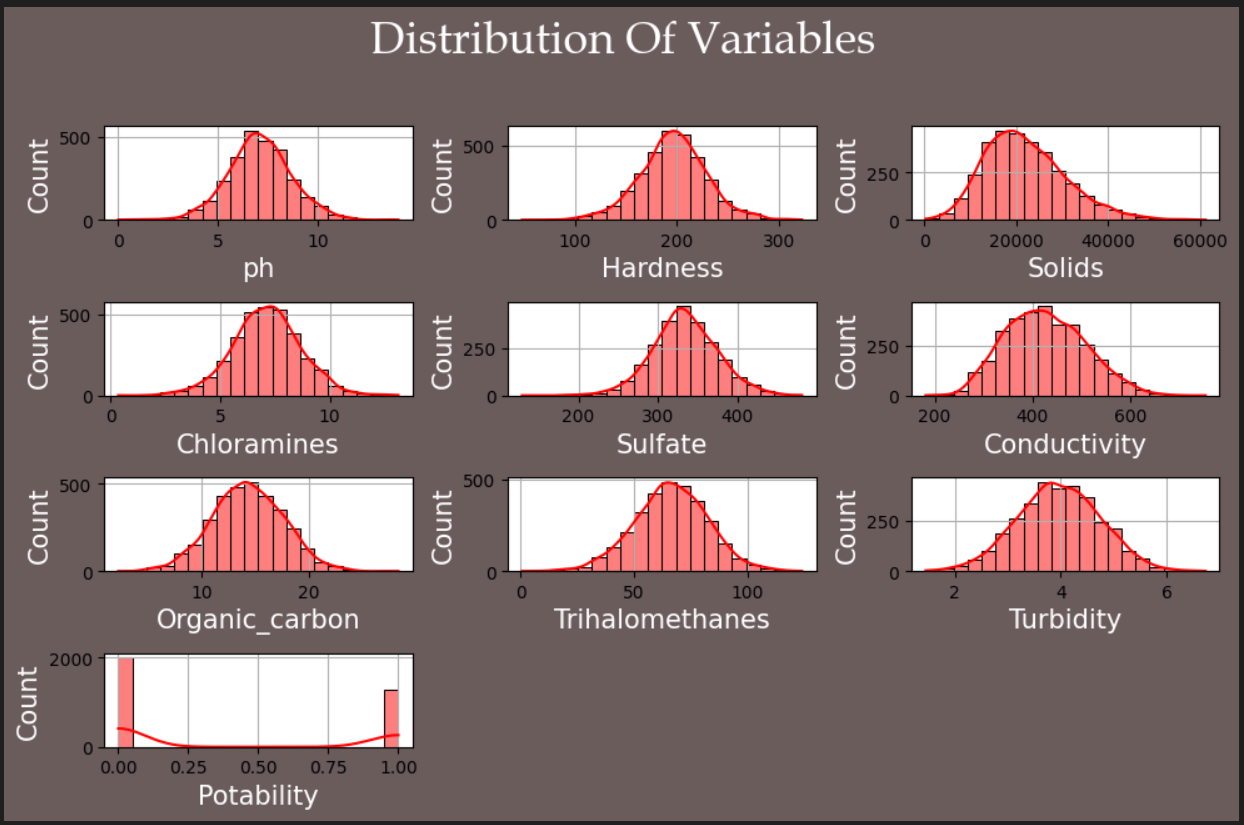 Distribution Of Variables
Count
500
0
0 5 10
ph
Count
500
0
100 200 300
Hardness
Count
250
0
0 20000 40000 60000
Solids
Count
500
0
0 5 10
Chloramines
Count
250
0
200 300 400
Sulfate
Count
250
0
200 400 600
Conductivity
Count
500
0
10 20
Organic_carbon
Count
500
0
0 50 100
Trihalomethanes
Count
250
0
2 4 6
Turbidity
Count
2000
0
0.00 0.25 0.50 0.75 1.00
Potability